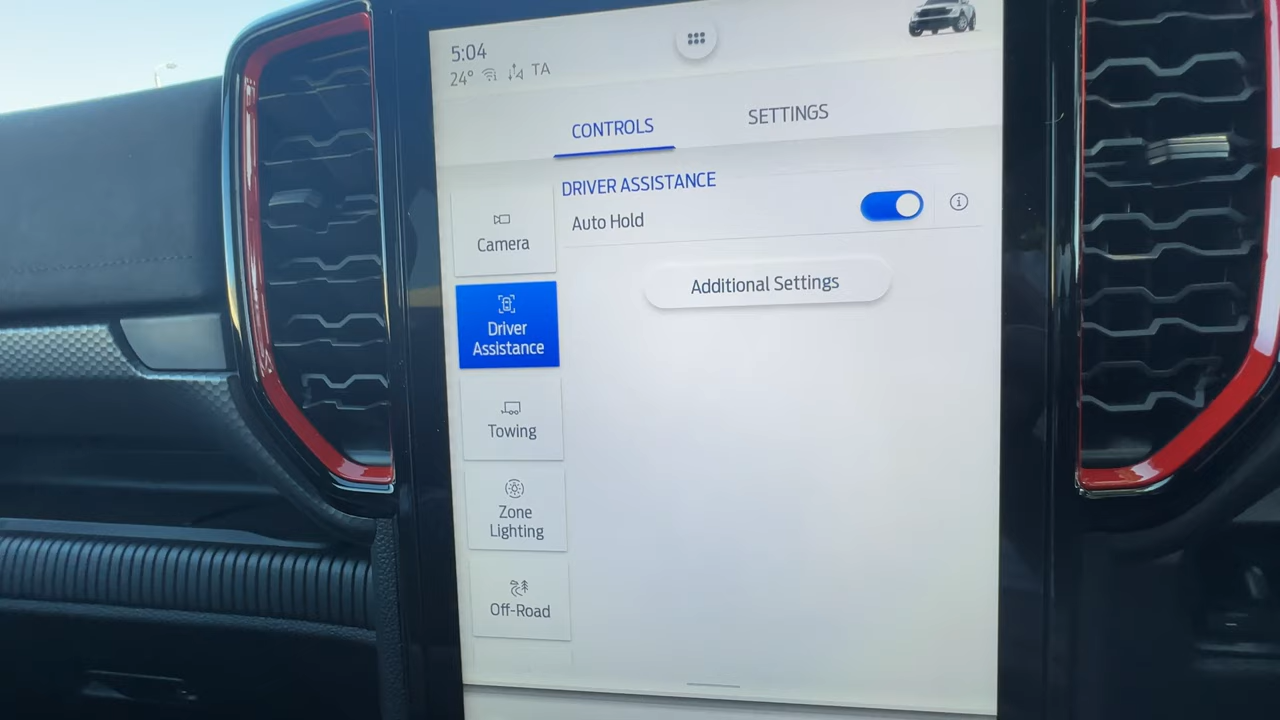 5:04
24° TA
CONTROLS
SETTINGS
DRIVER ASSISTANCE
Auto Hold
Additional Settings
Camera
Driver
Assistance
Towing
Zone
Lighting
Off-Road